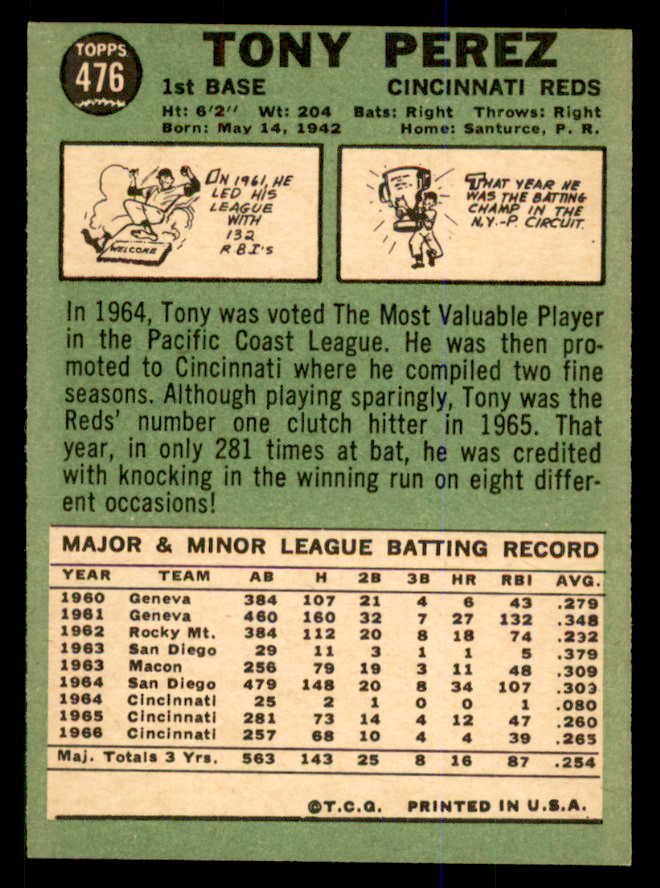 TOPPS
476
TONY PEREZ
1st BASE CINCINNATI REDS
Ht: 6'2" Wt: 204 Bats: Right Throws: Right
Born: May 14, 1942 Home: Santurce, P. R.
IN 1961, HE
LED HIS
LEAGUE
WITH
132
RBI's
WELCOME
THAT YEAR HE
WAS THE BATTING
CHAMP IN THE
N.Y.-P. CIRCUIT.
In 1964, Tony was voted The Most Valuable Player
in the Pacific Coast League. He was then pro-
moted to Cincinnati where he compiled two fine
seasons. Although playing sparingly, Tony was the
Reds' number one clutch hitter in 1965. That
year, in only 281 times at bat, he was credited
with knocking in the winning run on eight differ-
ent occasions!
MAJOR & MINOR LEAGUE BATTING RECORD
YEAR TEAM AB H 2B 3B HR RBI AVG.
1960 Geneva 384 107 21 4 6 43 .279
1961 Geneva 460 160 32 7 27 132 .348
1962 Rocky Mt. 384 112 20 8 18 74 .292
1963 San Diego 29 11 3 1 1 5 .379
1963 Macon 256 79 19 3 11 48 .309
1964 San Diego 479 148 20 8 34 107 .303
1964 Cincinnati 25 2 1 0 0 1 .080
1965 Cincinnati 281 73 14 4 12 47 .260
1966 Cincinnati 257 68 10 4 4 39 .265
Maj. Totals 3 Yrs. 563 143 25 8 16 87 .254
©T.C.G. PRINTED IN U.S.A.